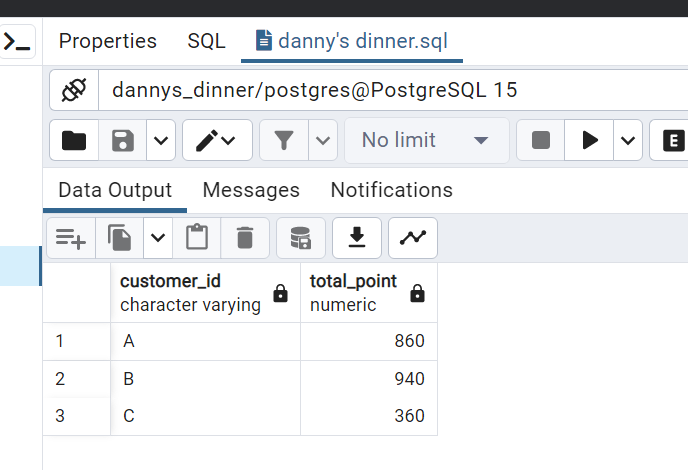 Properties SQL danny's dinner.sql
dannys_dinner/postgres@PostgreSQL 15
No limit E
Data Output Messages Notifications
customer_id total_point
character varying numeric
1 A 860
2 B 940
3 C 360